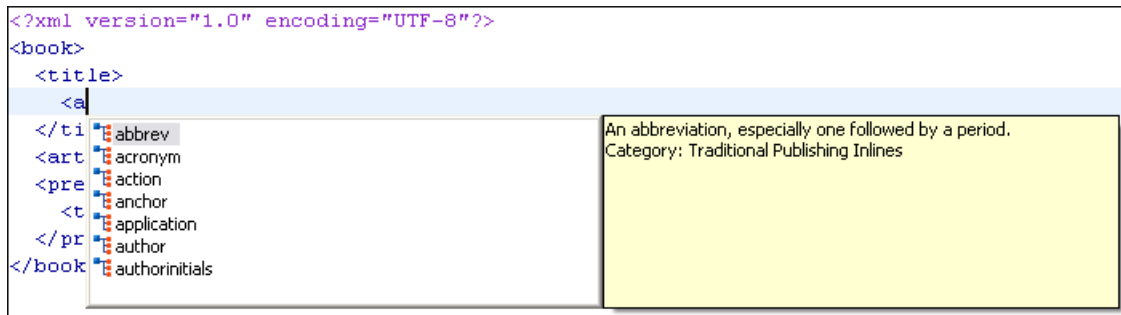 <?xml version="1.0" encoding="UTF-8"?>
<book>
<title>
<a
</ti
abbrev
<art
acronym
<pre
action
anchor
<t
application
</pr
author
</book
authorinitials
An abbreviation, especially one followed by a period.
Category: Traditional Publishing Inlines